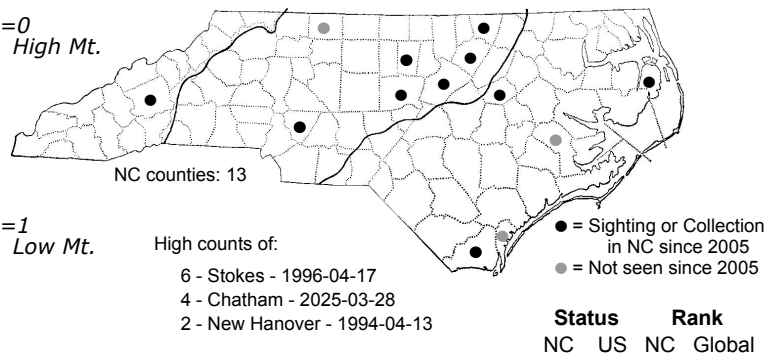 =0
High Mt.
NC counties: 13
=1
Low Mt.
High counts of:
6 - Stokes - 1996-04-17
4 - Chatham - 2025-03-28
2 - New Hanover - 1994-04-13
= Sighting or Collection
in NC since 2005
= Not seen since 2005
Status Rank
NC US NC Global